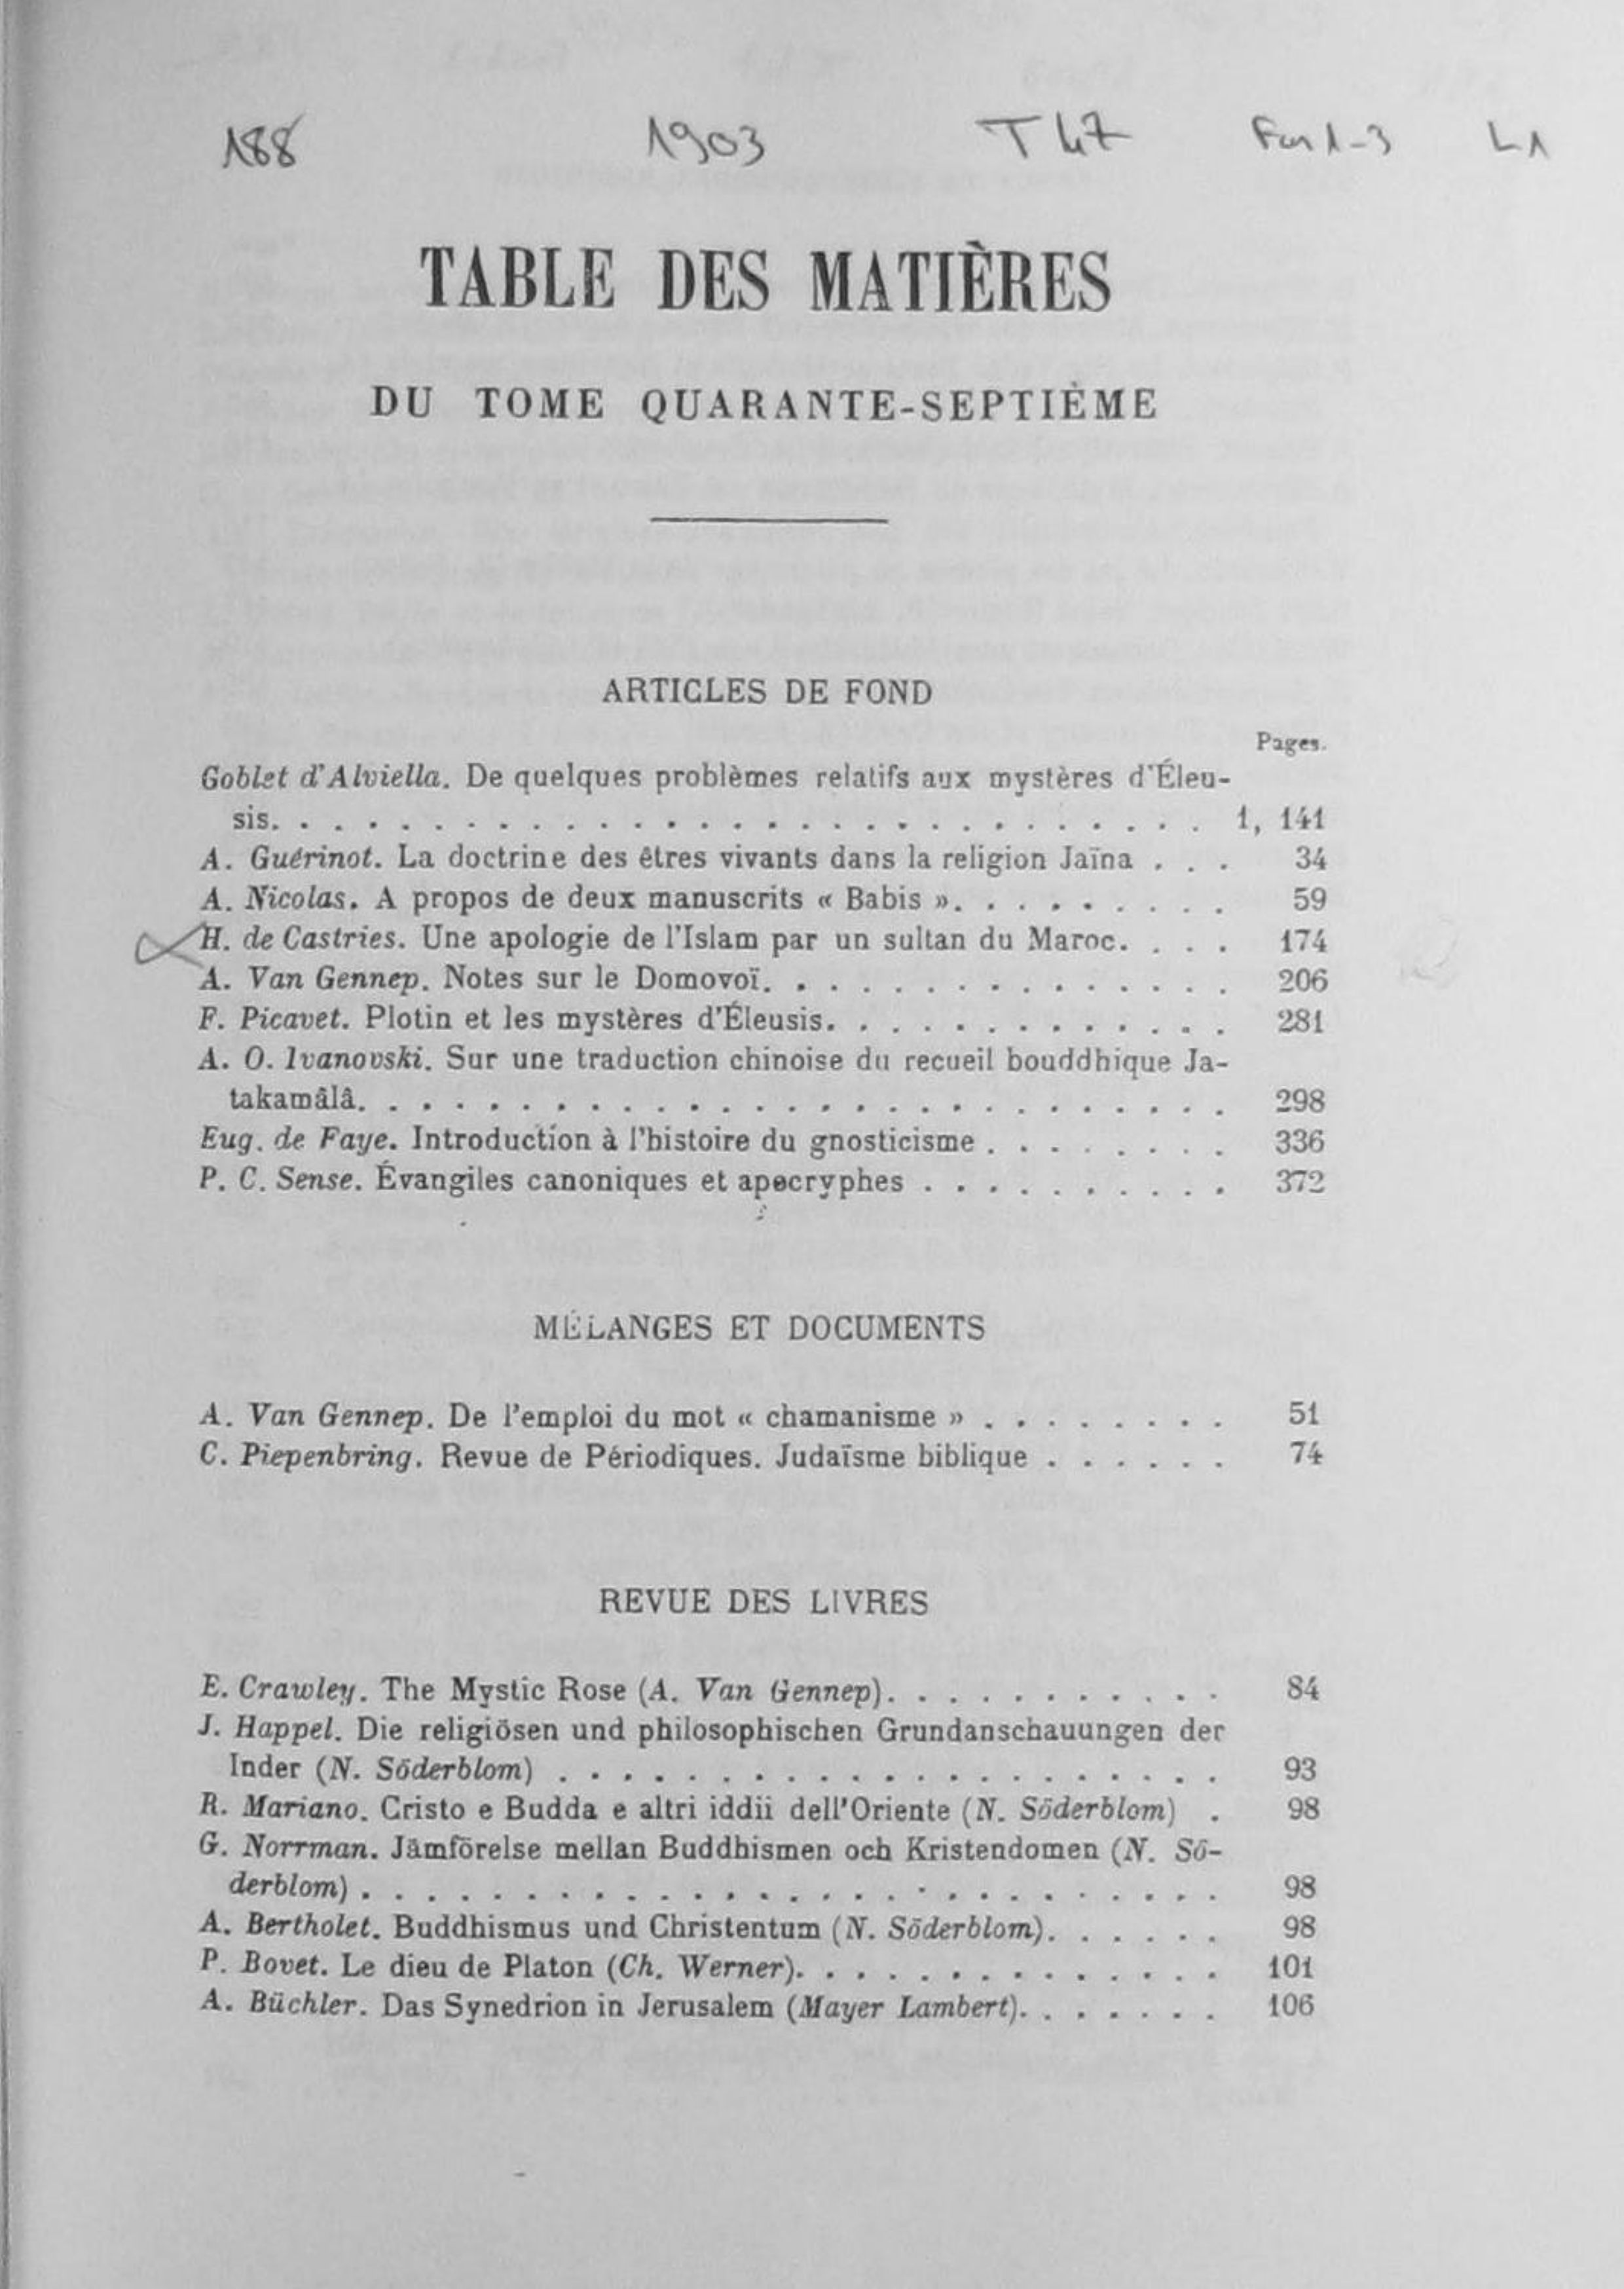 188 1903 T 47 Fas 1-3 L1
TABLE DES MATIÈRES
DU TOME QUARANTE-SEPTIÈME
ARTICLES DE FOND
Pages.
Goblet d'Alviella. De quelques problèmes relatifs aux mystères d'Éleu-
sis. . . . . . . . . . . . . . . . . . . . . . . . . . . . . . 1, 141
A. Guérinot. La doctrine des êtres vivants dans la religion Jaïna . . . 34
A. Nicolas. A propos de deux manuscrits « Babis ». . . . . . . . . 59
H. de Castries. Une apologie de l'Islam par un sultan du Maroc. . . . 174
A. Van Gennep. Notes sur le Domovoï. . . . . . . . . . . . . . . 206
F. Picavet. Plotin et les mystères d'Éleusis. . . . . . . . . . . . . 281
A. O. Ivanovski. Sur une traduction chinoise du recueil bouddhique Ja-
takamâlâ. . . . . . . . . . . . . . . . . . . . . . . . . . . 298
Eug. de Faye. Introduction à l'histoire du gnosticisme . . . . . . . . 336
P. C. Sense. Évangiles canoniques et apocryphes . . . . . . . . . . 372
MÉLANGES ET DOCUMENTS
A. Van Gennep. De l'emploi du mot « chamanisme » . . . . . . . . 51
C. Piepenbring. Revue de Périodiques. Judaïsme biblique . . . . . . 74
REVUE DES LIVRES
E. Crawley. The Mystic Rose (A. Van Gennep). . . . . . . . . . . 84
J. Happel. Die religiösen und philosophischen Grundanschauungen der
Inder (N. Söderblom) . . . . . . . . . . . . . . . . . . . . . 93
R. Mariano. Cristo e Budda e altri iddii dell'Oriente (N. Söderblom) . 98
G. Norrman. Jämförelse mellan Buddhismen och Kristendomen (N. Sö-
derblom) . . . . . . . . . . . . . . . . . . . . . . . . . . . 98
A. Bertholet. Buddhismus und Christentum (N. Söderblom). . . . . . 98
P. Bovet. Le dieu de Platon (Ch. Werner). . . . . . . . . . . . . . 101
A. Büchler. Das Synedrion in Jerusalem (Mayer Lambert). . . . . . . 106